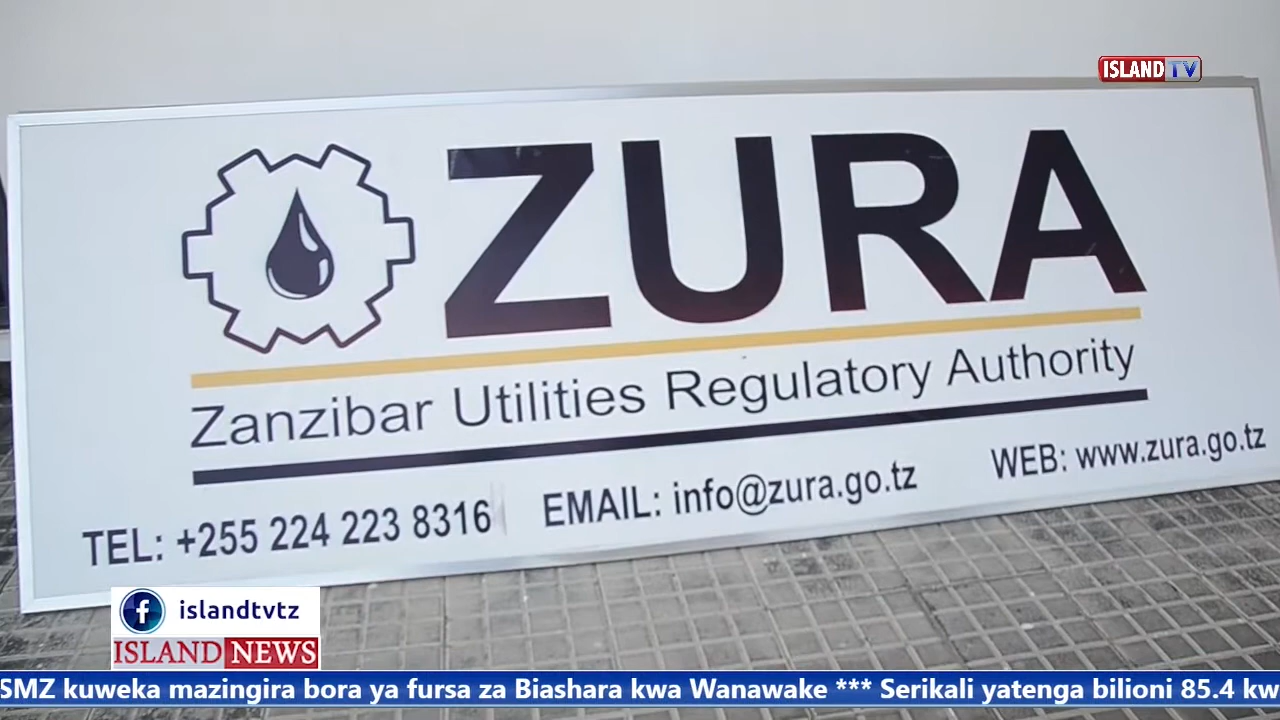 ISLAND TV
ZURA
Zanzibar Utilities Regulatory Authority
TEL: +255 224 223 8316 EMAIL: info@zura.go.tz WEB: www.zura.go.tz
f islandtvtz
ISLAND NEWS
SMZ kuweka mazingira bora ya fursa za Biashara kwa Wanawake *** Serikali yatenga bilioni 85.4 kw